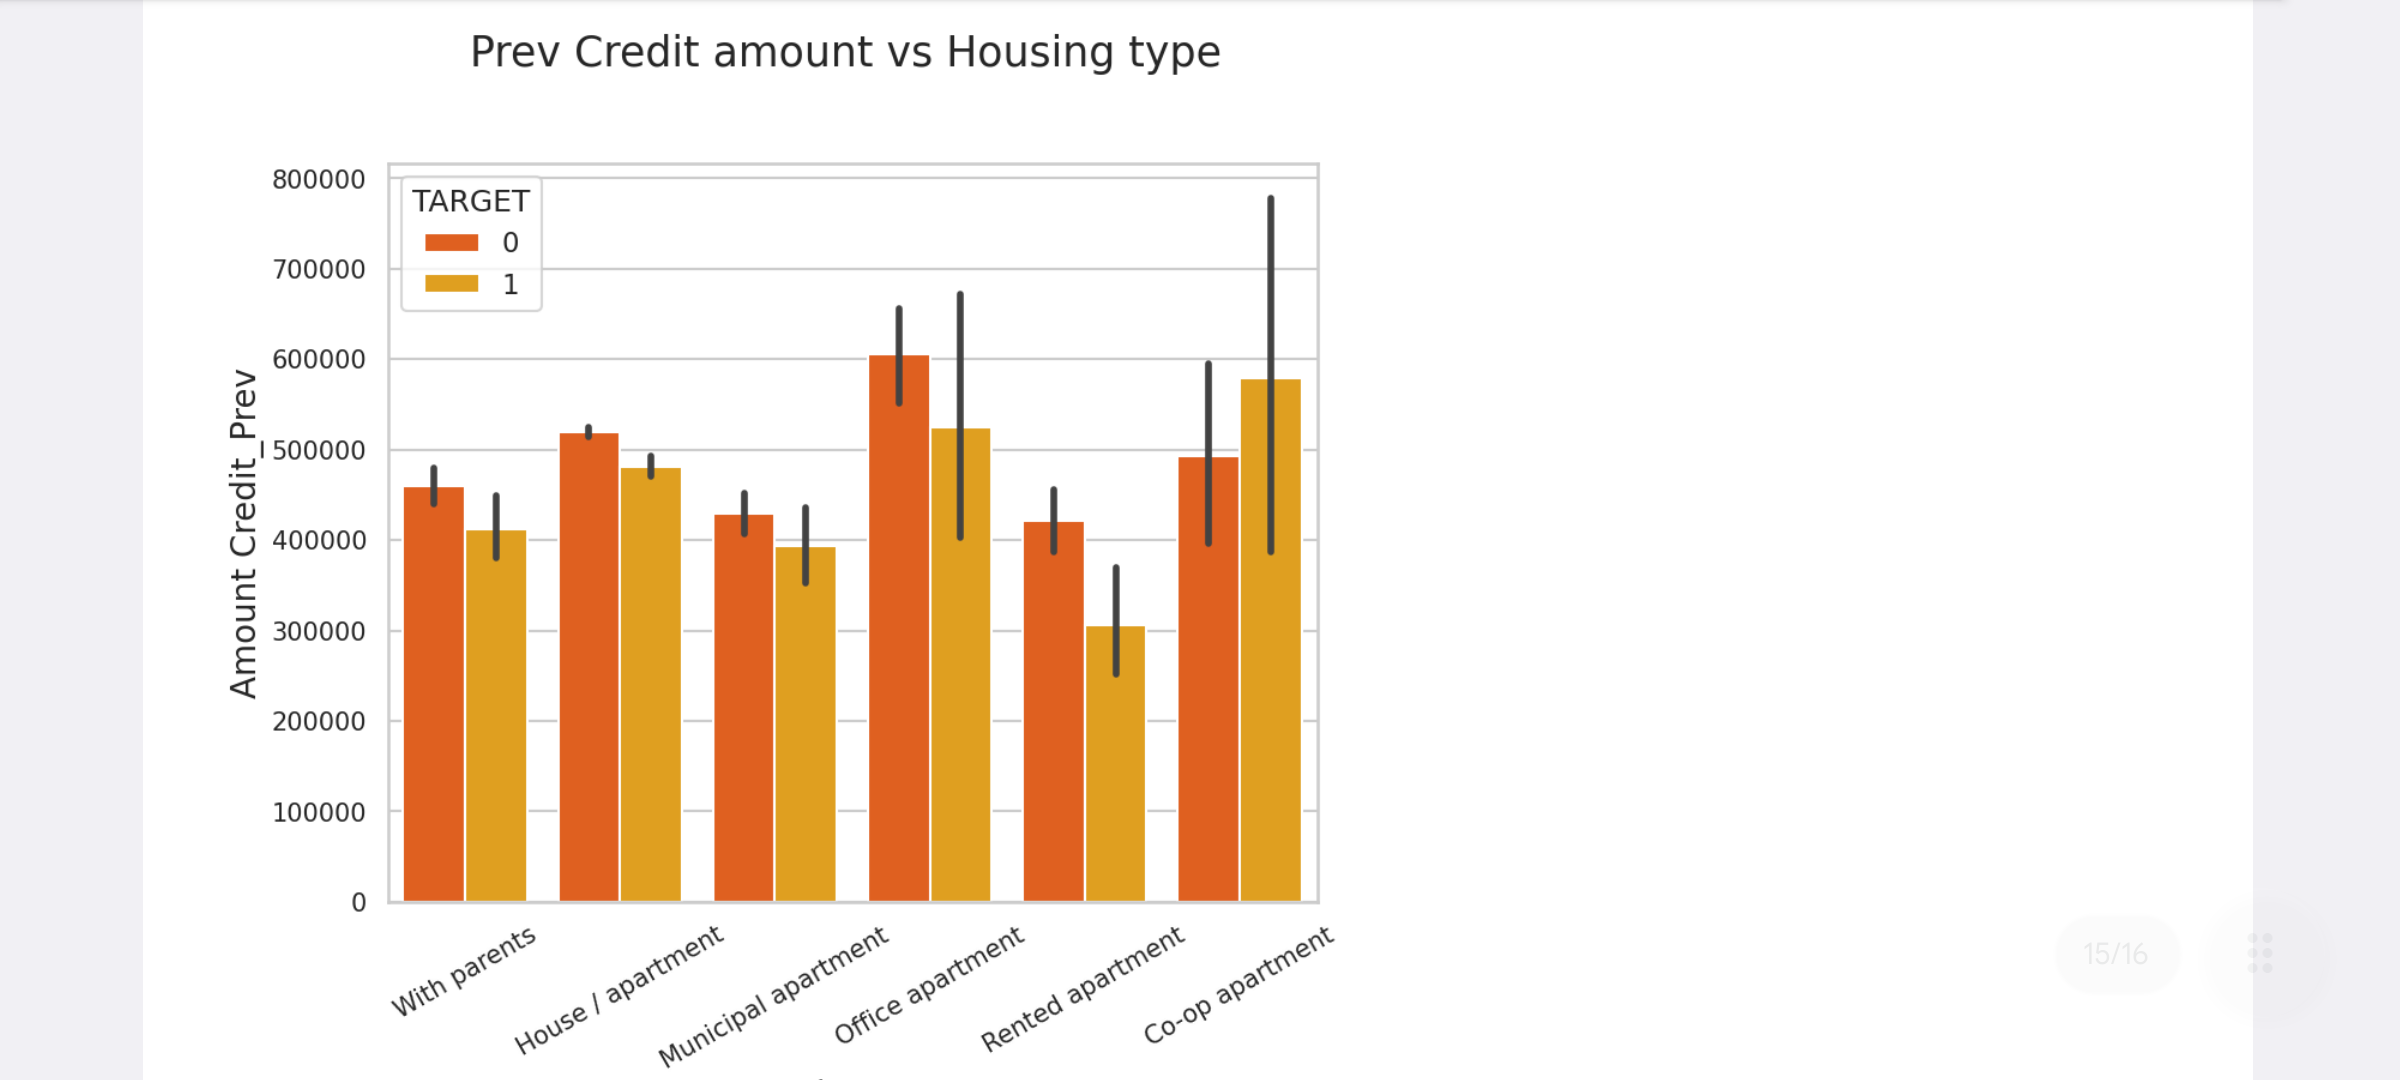 Prev Credit amount vs Housing type
800000
700000
600000
500000
400000
300000
200000
100000
0
Amount Credit_Prev
TARGET
0
1
With parents
House / apartment
Municipal apartment
Office apartment
Rented apartment
Co-op apartment
15/16